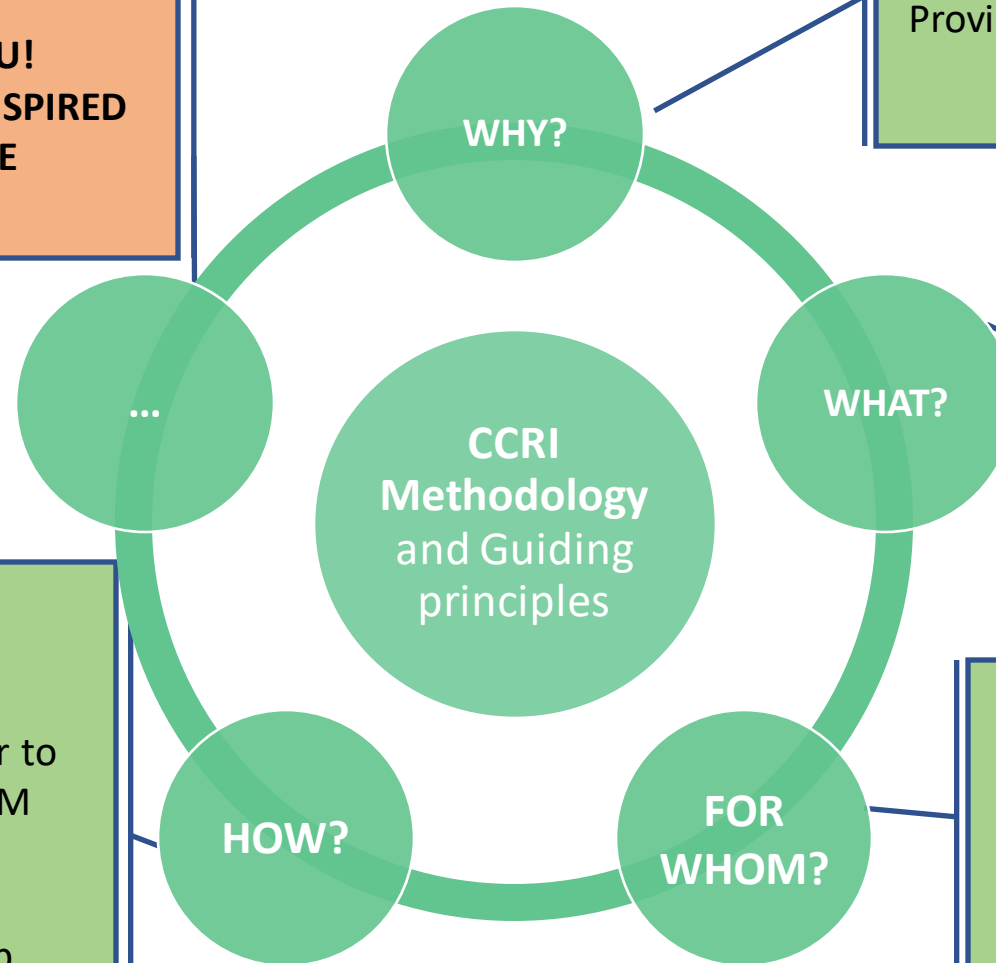 U!
SPIRED
E
Provi
WHY?
...
WHAT?
CCRI
Methodology
and Guiding
principles
r to
M
HOW?
FOR
WHOM?